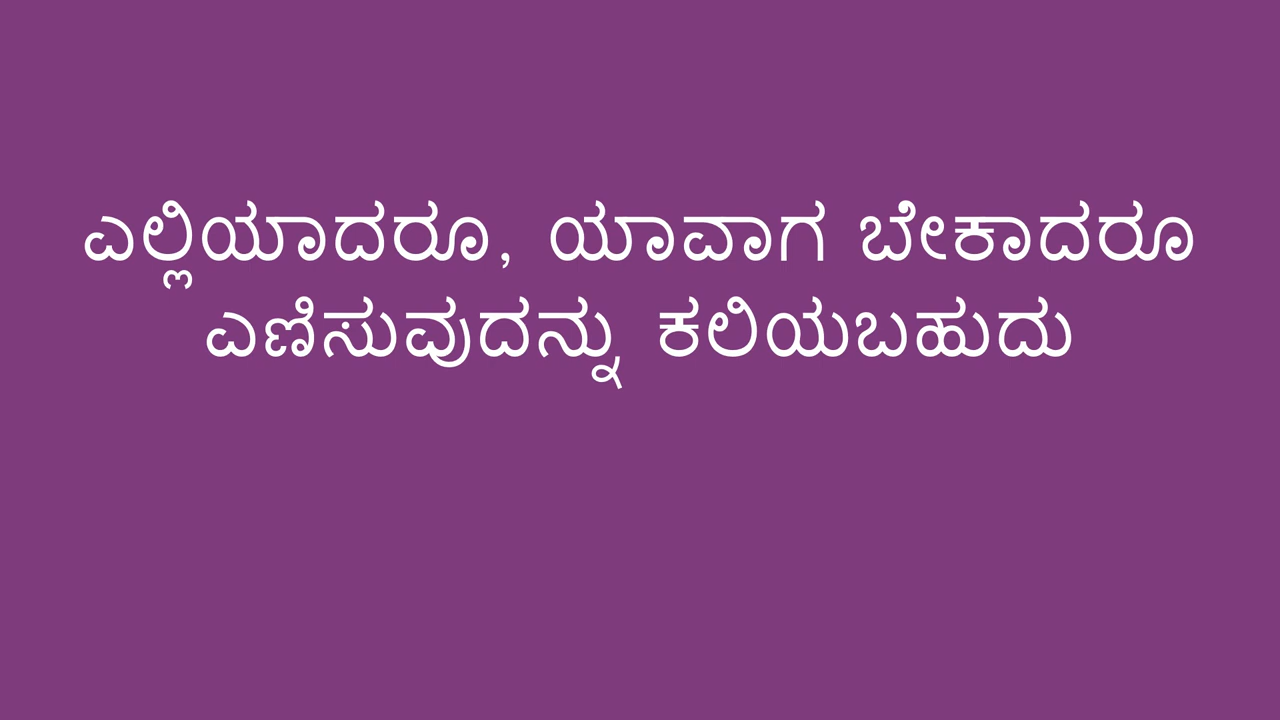 ಎಲ್ಲಿಯಾದರೂ, ಯಾವಾಗ ಬೇಕಾದರೂ
ಎಣಿಸುವುದನ್ನು ಕಲಿಯಬಹುದು